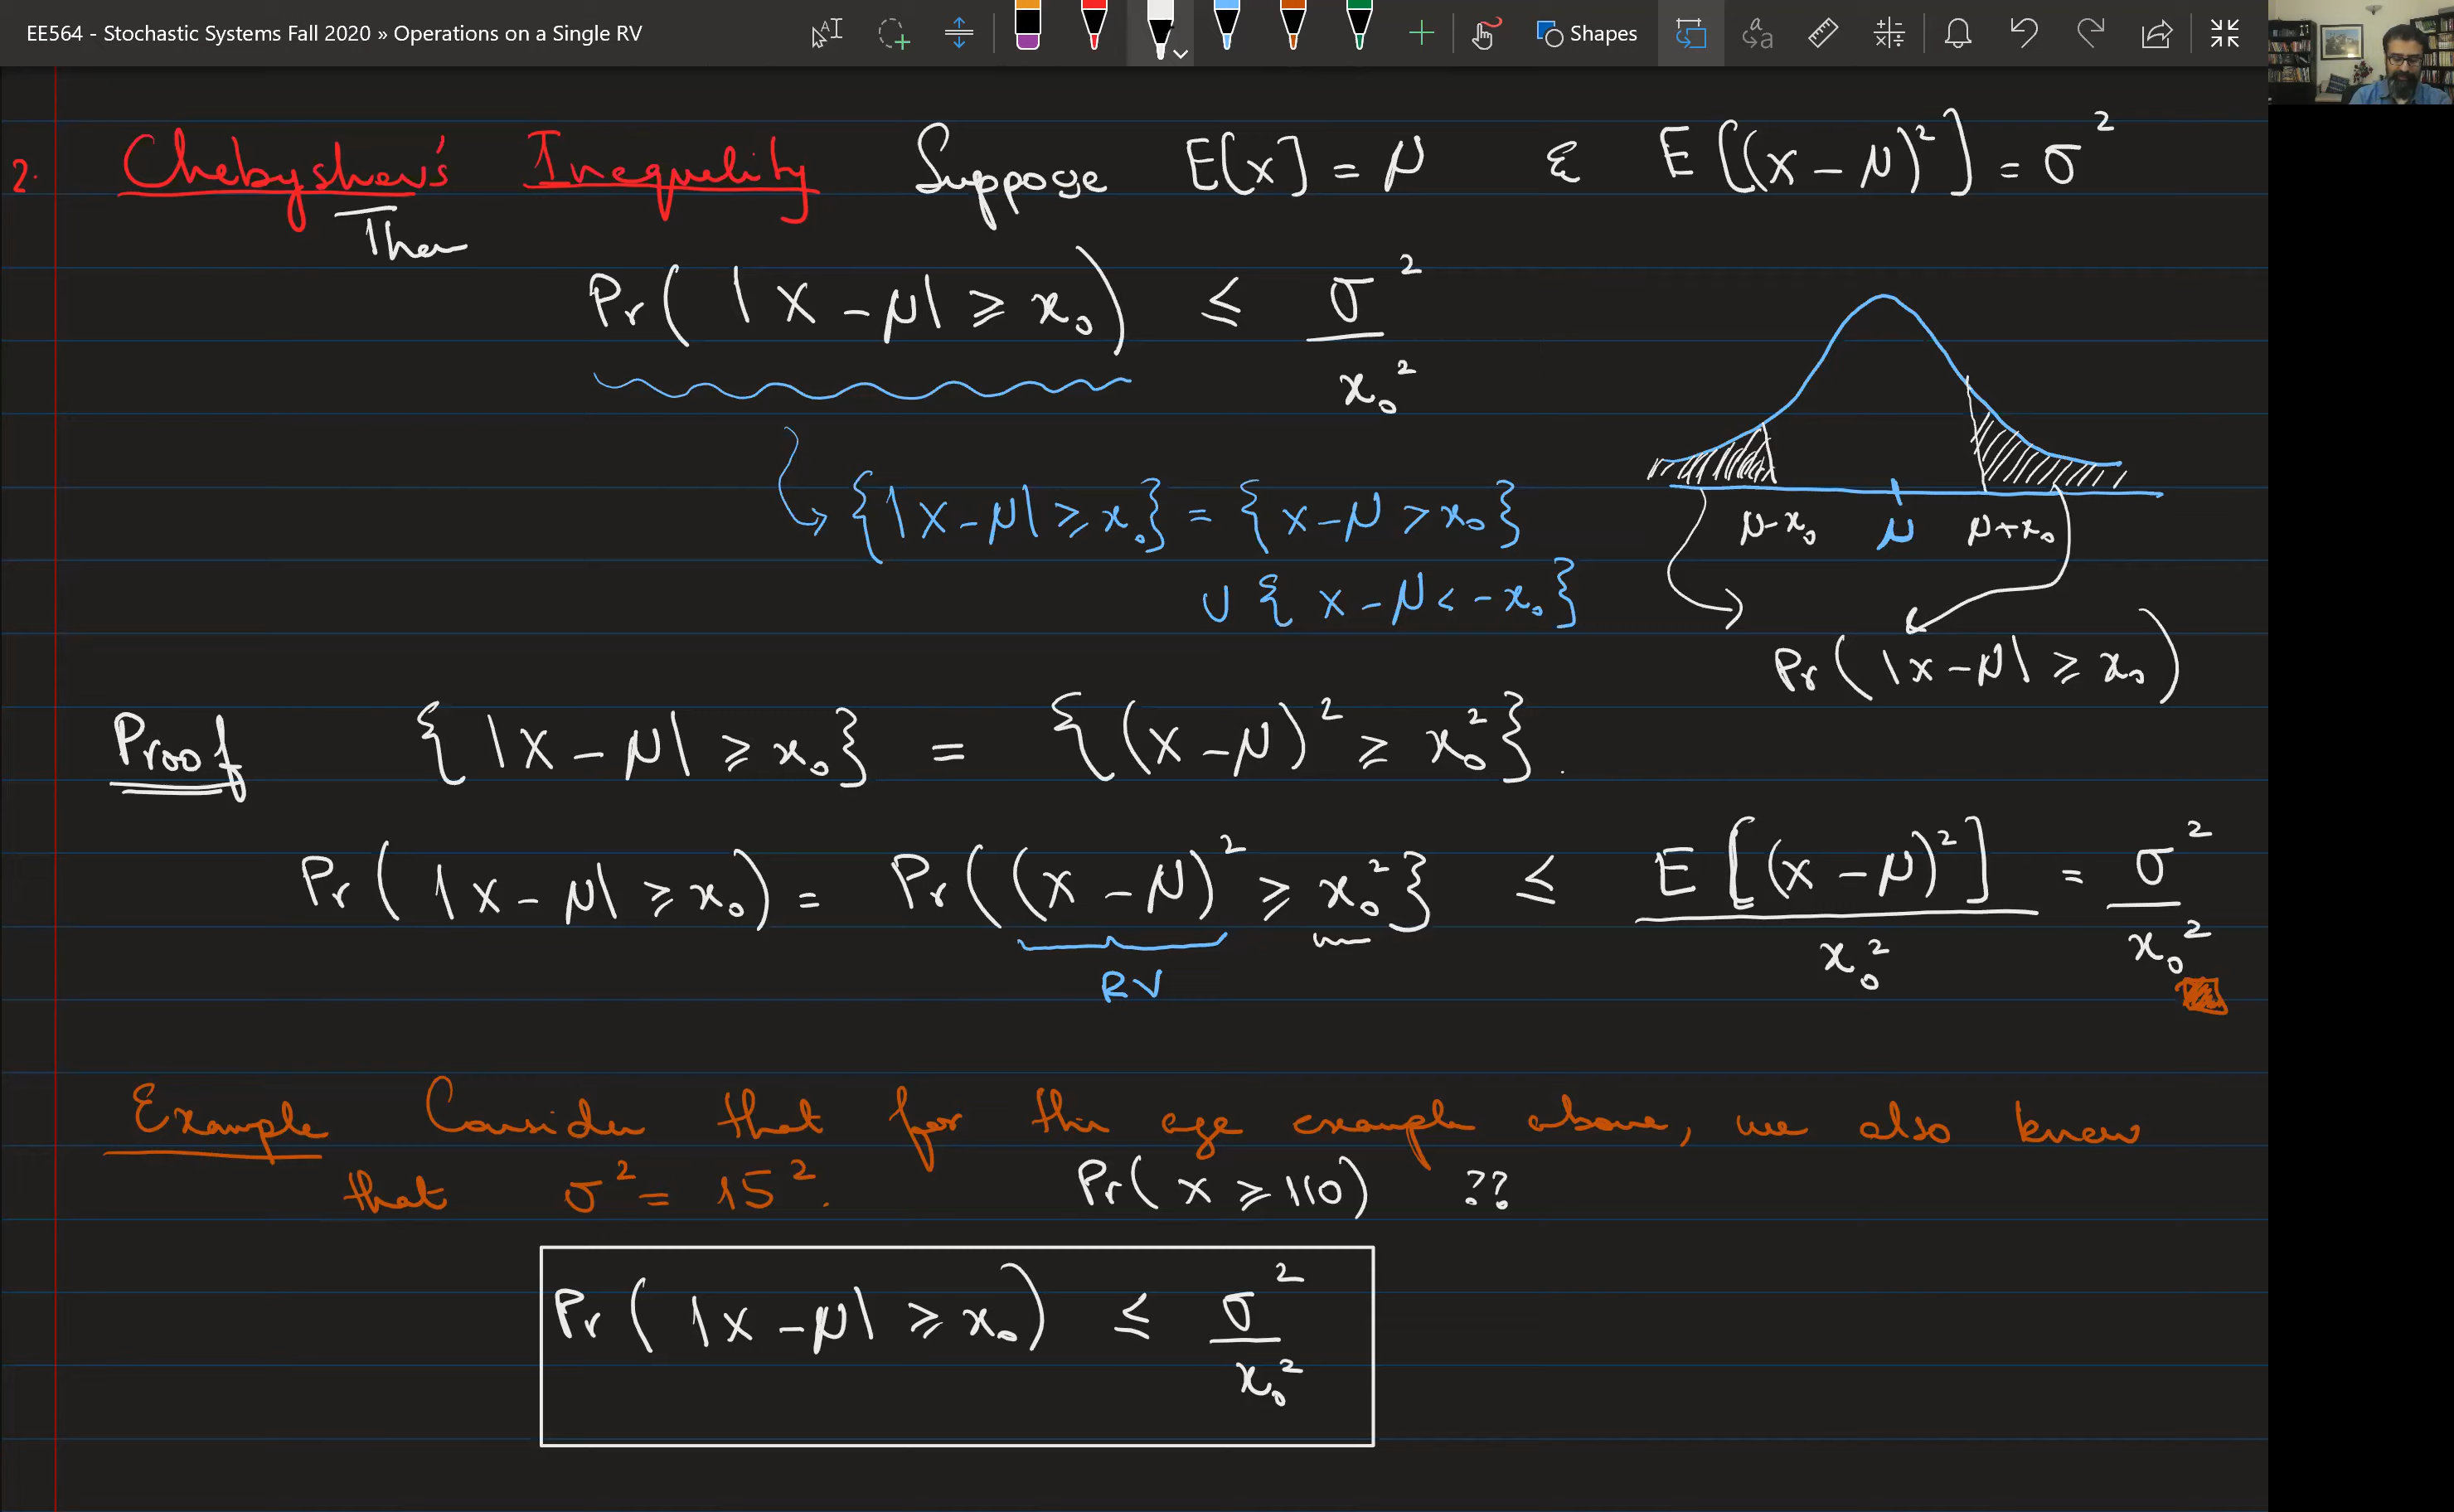 EE564 - Stochastic Systems Fall 2020 » Operations on a Single RV
Shapes
2. Chebyshev's Inequality Suppose E[X] = μ & E[(X - μ)²] = σ²
Then
Pr(|X - μ| ≥ x₀) ≤ σ²/x₀²
{|X - μ| ≥ x₀} = {X - μ > x₀}
∪ {X - μ < -x₀}
μ-x₀ μ μ+x₀
Pr(|X - μ| ≥ x₀)
Proof {|X - μ| ≥ x₀} = {(X - μ)² ≥ x₀²}.
Pr(|X - μ| ≥ x₀) = Pr((X - μ)² ≥ x₀²} ≤ E[(X - μ)²]/x₀² = σ²/x₀²
RV
Example Consider that for the age example above, we also know
that σ² = 15². Pr(X ≥ 110) ??
Pr(|X - μ| ≥ x₀) ≤ σ²/x₀²